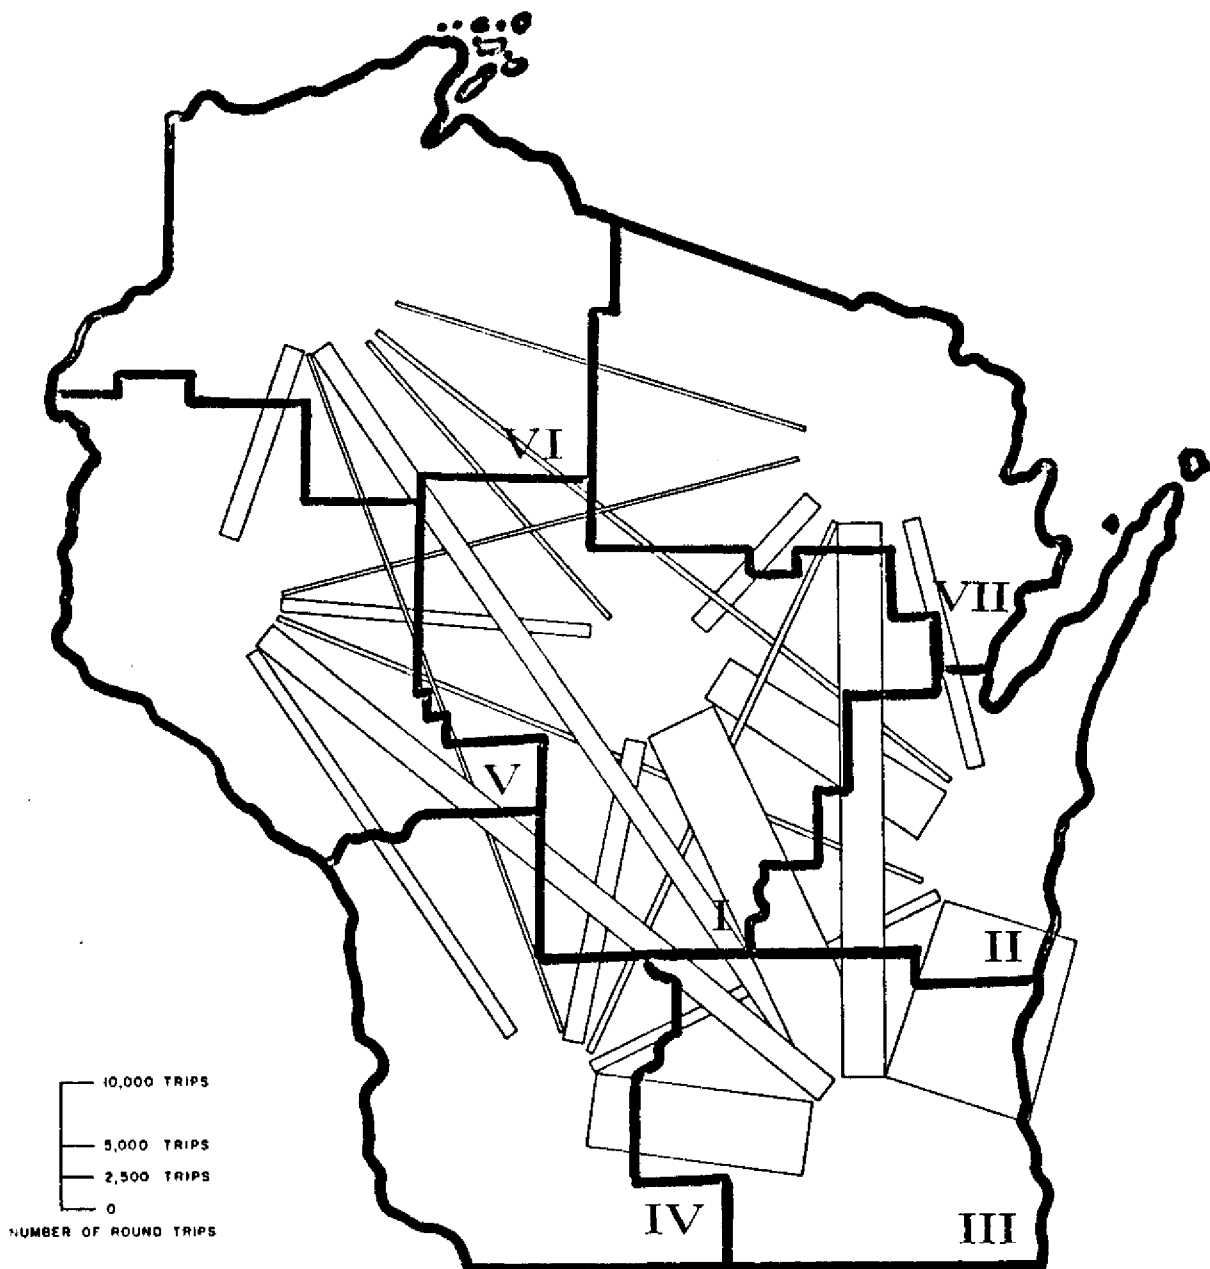 VI
VII
V
I
II
10,000 TRIPS
5,000 TRIPS
2,500 TRIPS
0
NUMBER OF ROUND TRIPS
IV
III